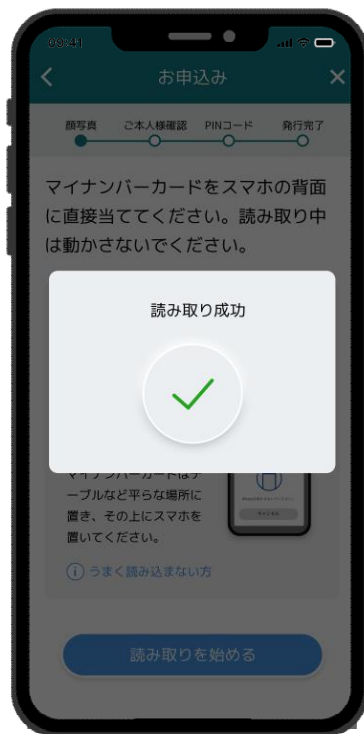 09:41
お申込み
顔写真 ご本人様確認 PINコード 発行完了
マイナンバーカードをスマホの背面
に直接当ててください。読み取り中
は動かさないでください。
読み取り成功
マイナンバーカードはテ
ーブルなど平らな場所に
置き、その上にスマホを
置いてください。
うまく読み込まない方
読み取りを始める